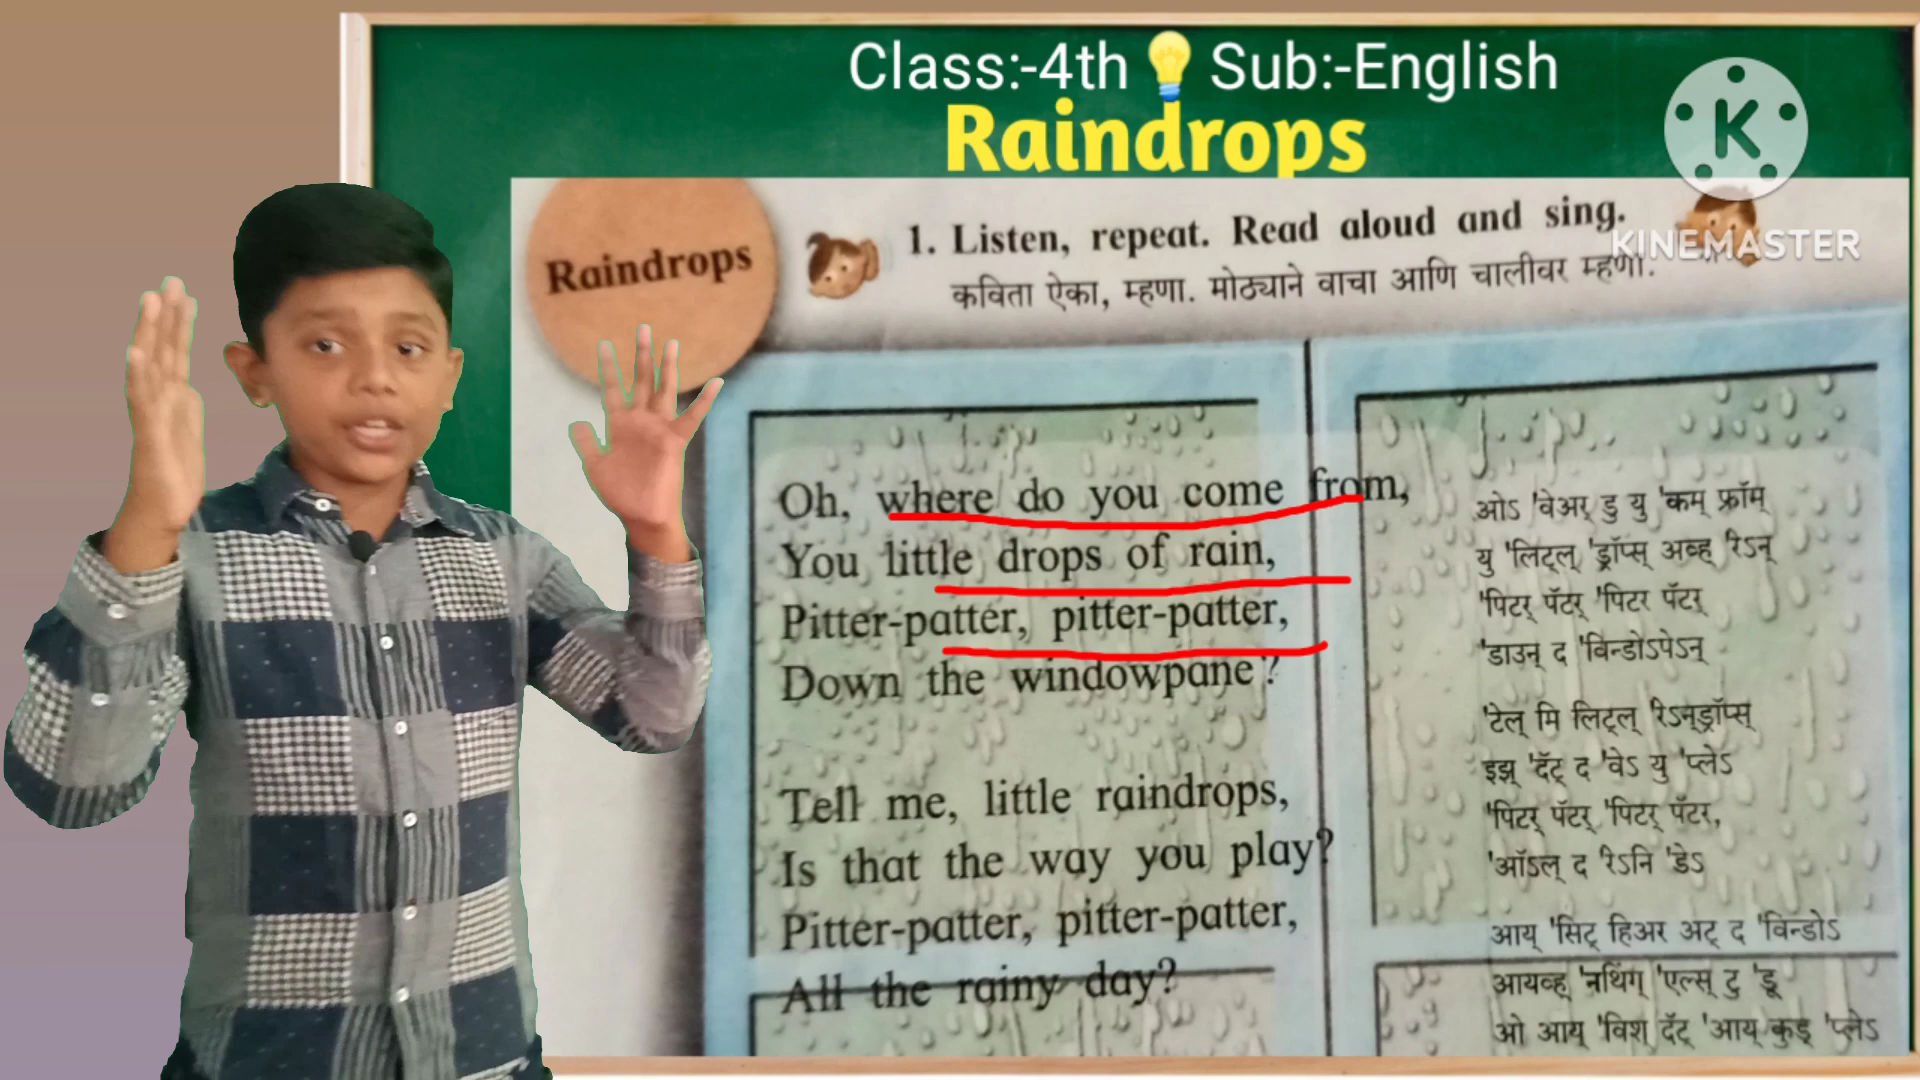 Class:-4th Sub:-English
Raindrops
K
KINEMASTER
Raindrops
1. Listen, repeat. Read aloud and sing.
कविता ऐका, म्हणा. मोठ्याने वाचा आणि चालीवर म्हणा.
Oh, where do you come from,
You little drops of rain,
Pitter-patter, pitter-patter,
Down the windowpane?
Tell me, little raindrops,
Is that the way you play?
Pitter-patter, pitter-patter,
All the rainy day?
ओऽ 'वेअर् डु यु 'कम् फ्रॉम्
यु 'लिट्ल् 'ड्रॉप्स् अव्ह् 'रेऽन्
'पिटर् पॅटर् 'पिटर पॅटर्
'डाउन् द 'विन्डोऽपेऽन्
'टेल् मि लिट्ल् 'रेऽन्ड्रॉप्स्
इझ् 'दॅट् द 'वेऽ यु 'प्लेऽ
'पिटर् पॅटर् 'पिटर् पॅटर,
'ऑऽल् द 'रेऽनि 'डेऽ
आय् 'सिट् हिअर अट् द 'विन्डोऽ
आयव्ह् 'नथिंग् 'एल्स् टु 'डू
ओ आय् 'विश् दॅट् 'आय् कुड् 'प्लेऽ